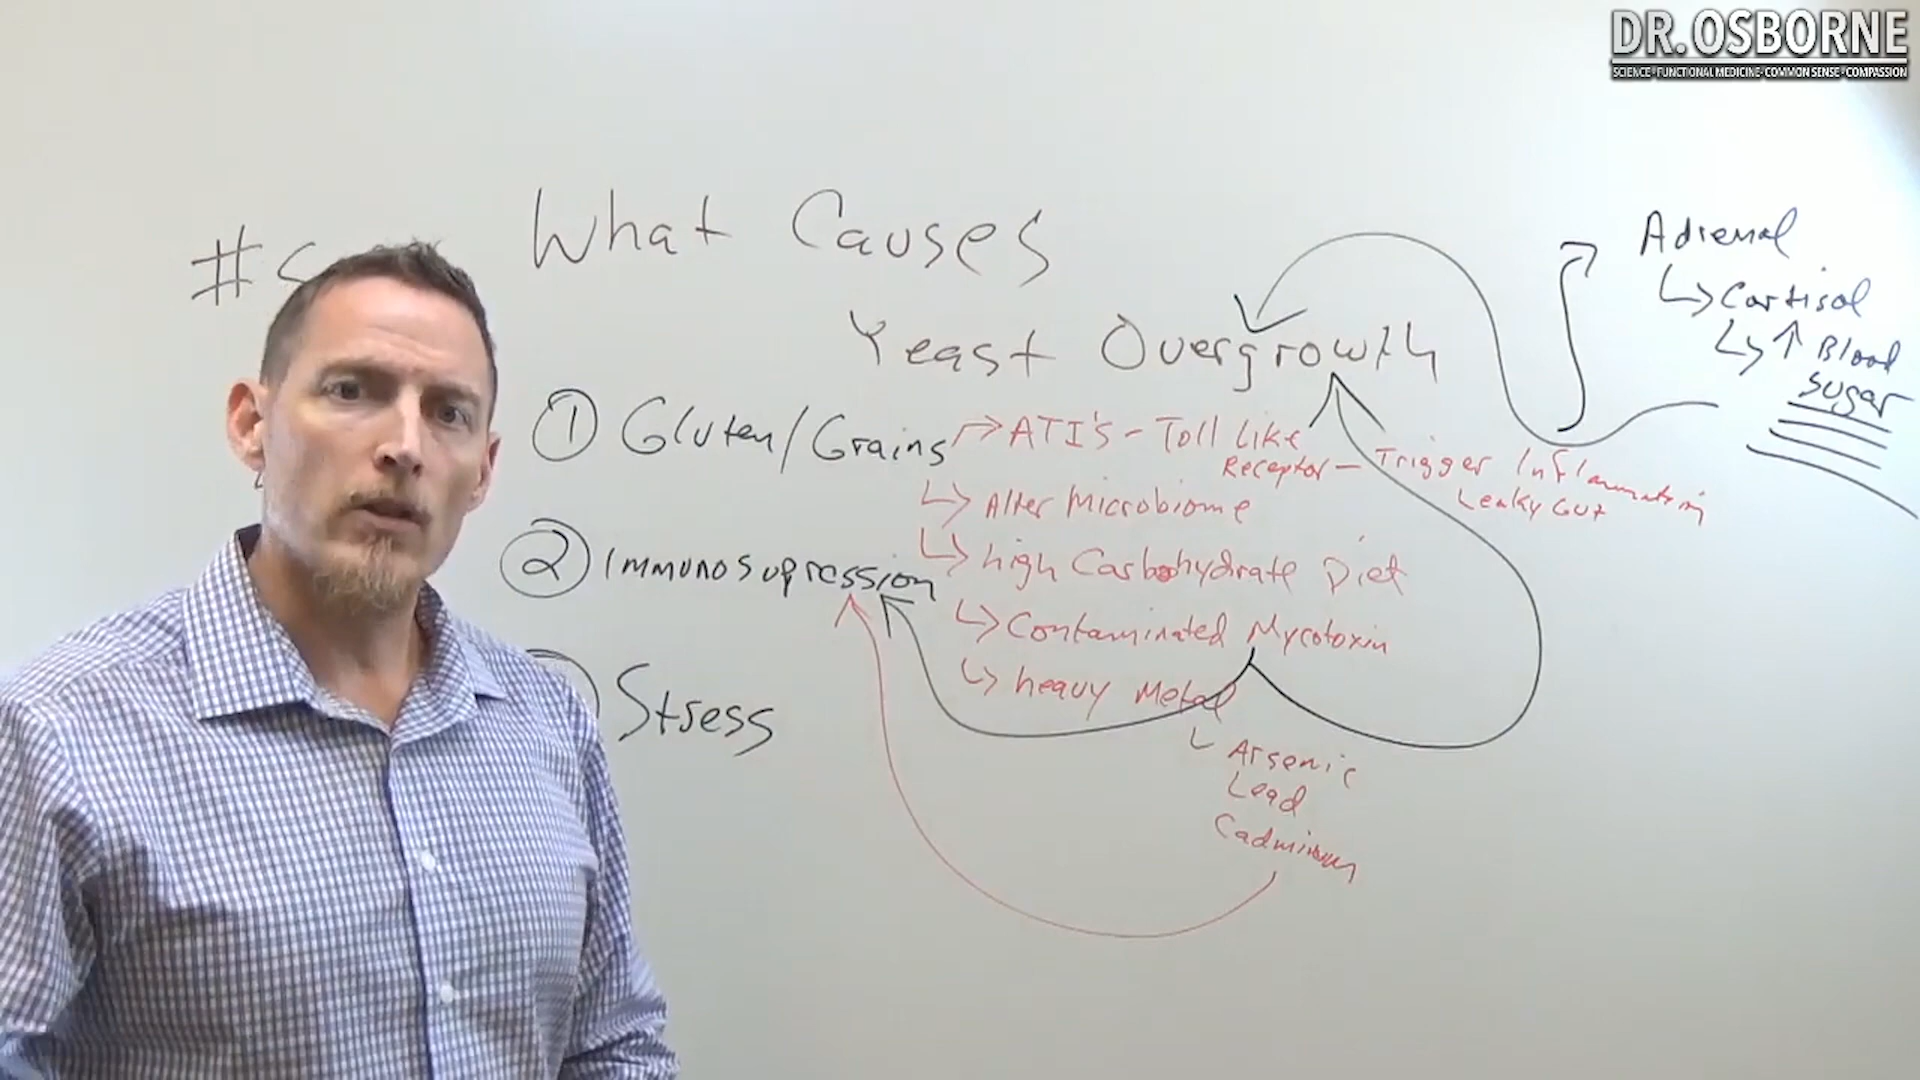 DR. OSBORNE
SCIENCE - FUNCTIONAL MEDICINE - COMMON SENSE - COMPASSION
What Causes
Yeast Overgrowth
① Gluten/Grains
→ ATI's - Toll Like
Receptor - Trigger Inflammation
Leaky Gut
↳ Alter Microbiome
↳ high Carbohydrate Diet
↳ Contaminated Mycotoxin
↳ heavy Metal
Arsenic
Lead
Cadmium
② Immunosupression
Stress
Adrenal
↳ Cortisol
↳ ↑ Blood
Sugar